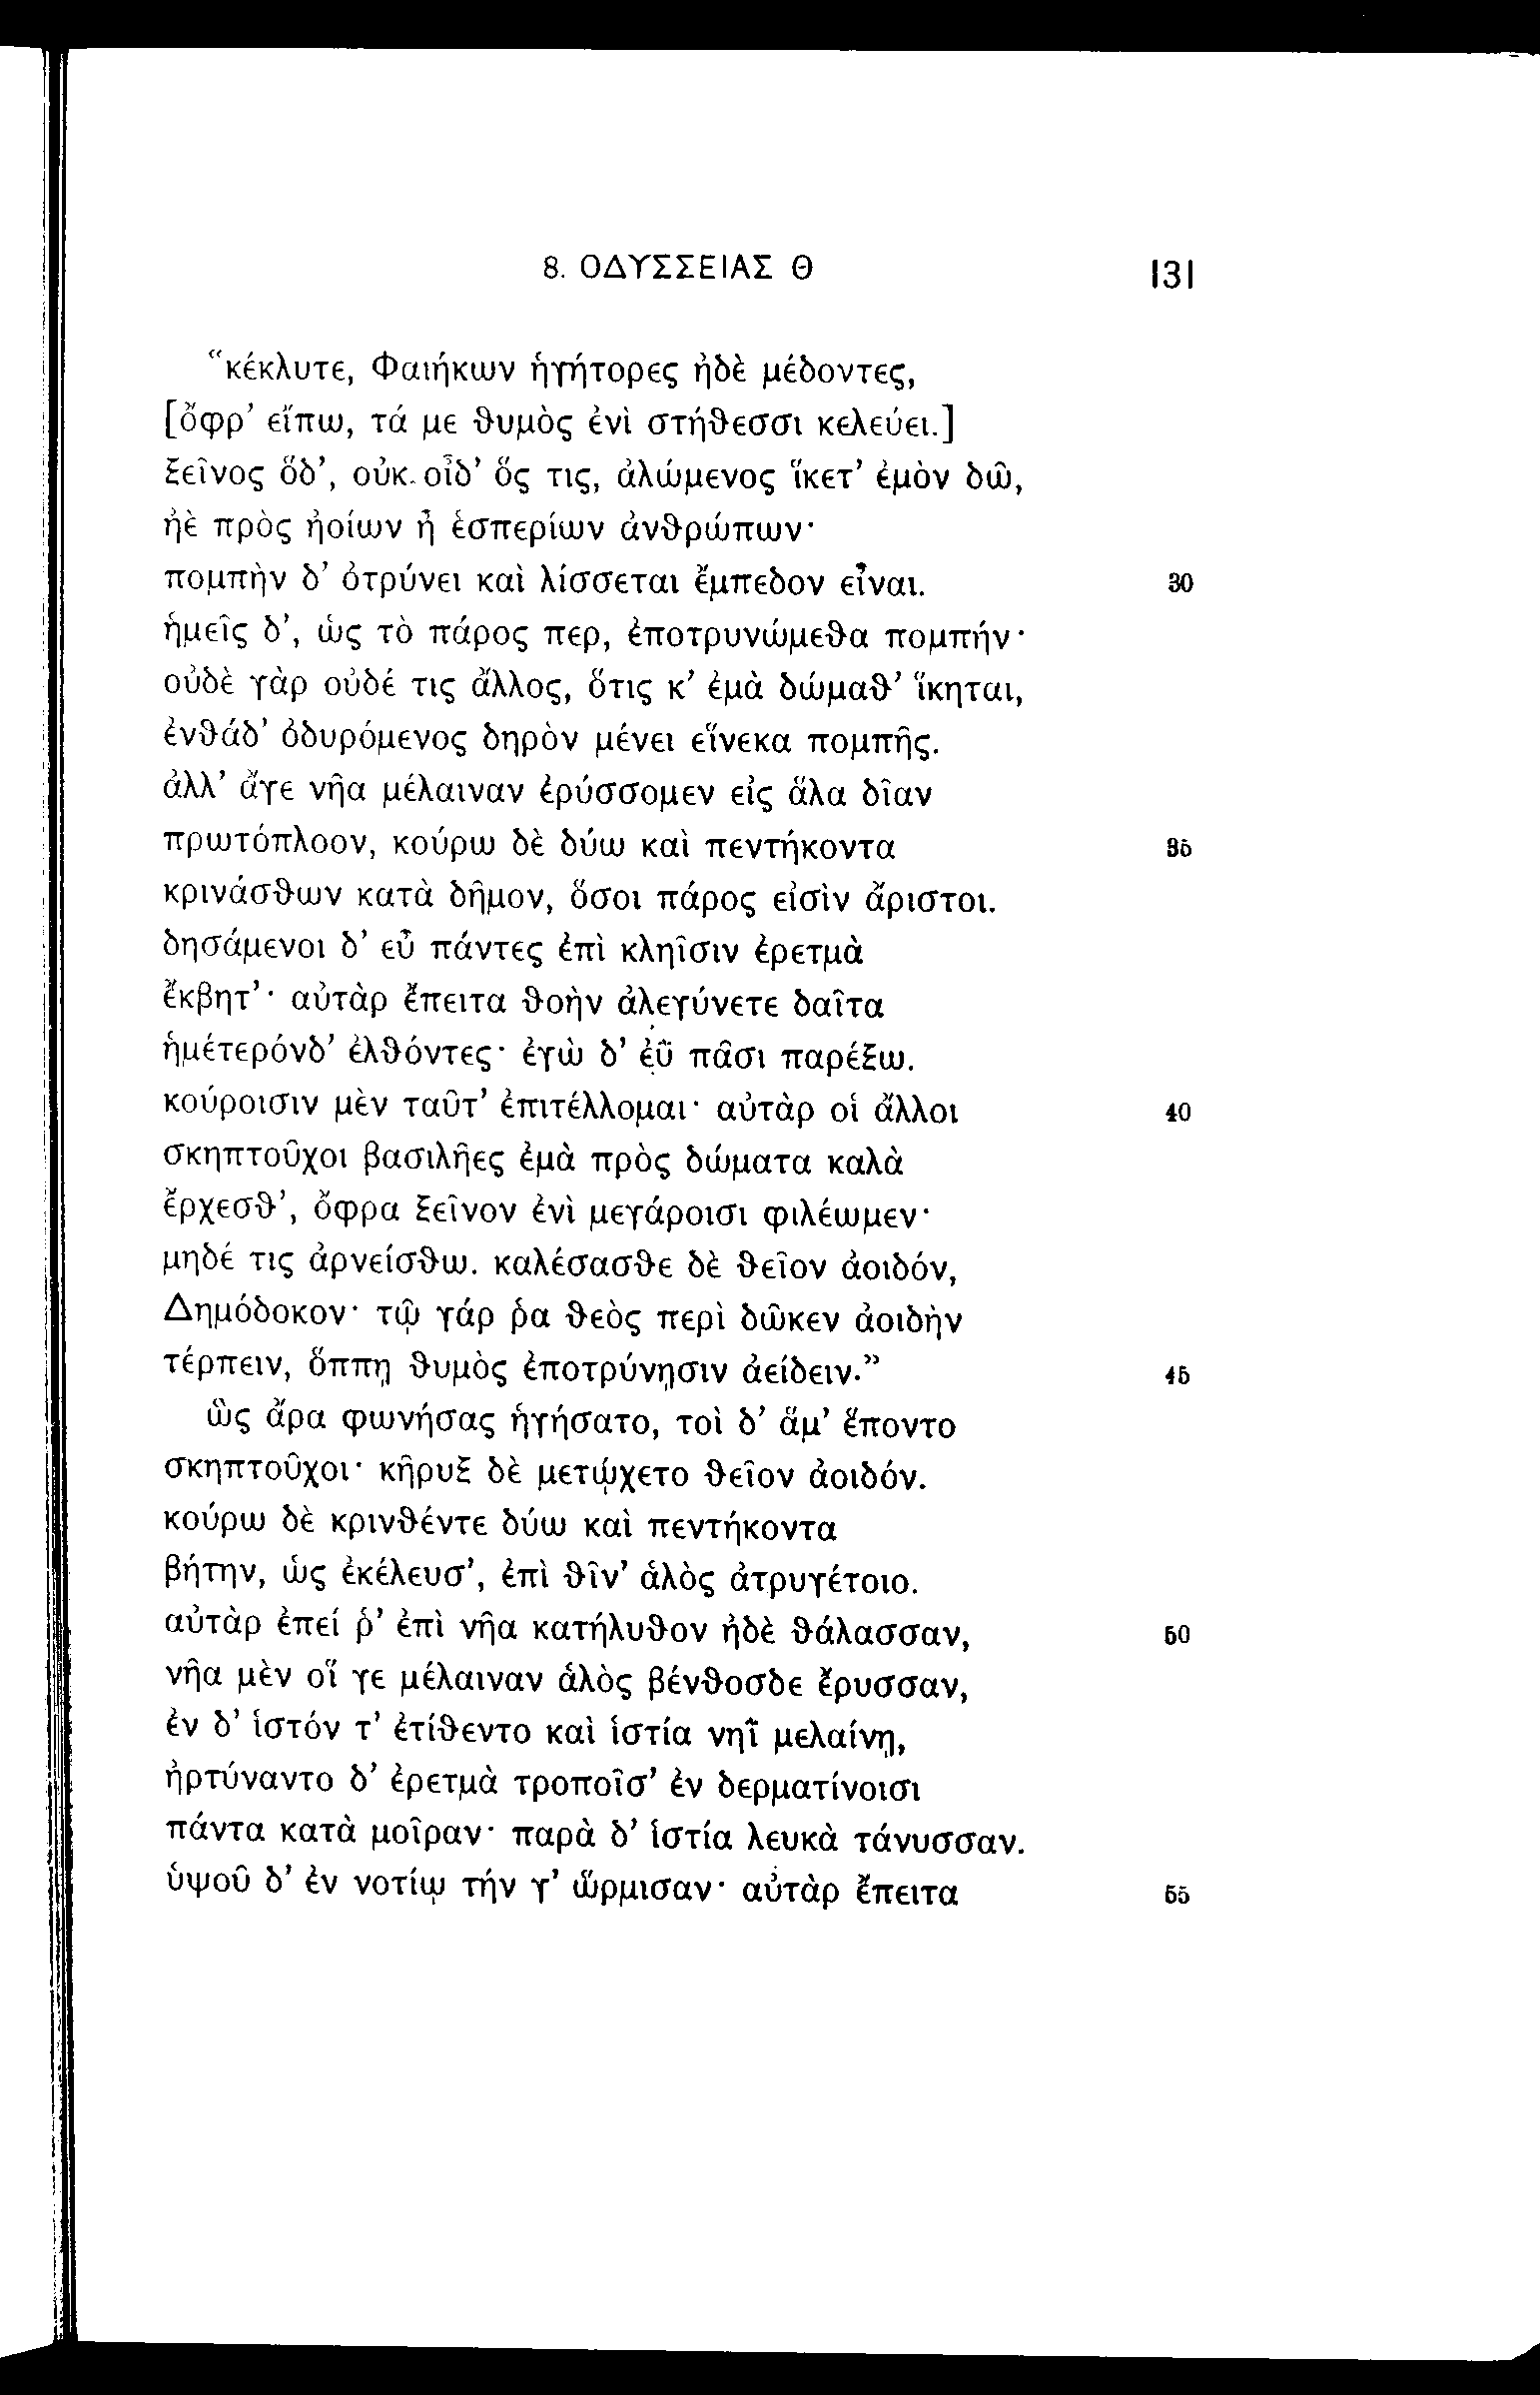 8. ΟΔΥΣΣΕΙΑΣ Θ 131
“κέκλυτε, Φαιήκων ἡγήτορες ἠδὲ μέδοντες,
[ὄφρ’ εἴπω, τά με θυμὸς ἐνὶ στήθεσσι κελεύει.]
ξεῖνος ὅδ’, οὐκ οἶδ’ ὅς τις, ἀλώμενος ἵκετ’ ἐμὸν δῶ,
ἠὲ πρὸς ἠοίων ἦ ἑσπερίων ἀνθρώπων·
πομπὴν δ’ ὀτρύνει καὶ λίσσεται ἔμπεδον εἶναι. 30
ἡμεῖς δ’, ὡς τὸ πάρος περ, ἐποτρυνώμεθα πομπήν·
οὐδὲ γὰρ οὐδέ τις ἄλλος, ὅτις κ’ ἐμὰ δώμαθ’ ἵκηται,
ἐνθάδ’ ὀδυρόμενος δηρὸν μένει εἵνεκα πομπῆς.
ἀλλ’ ἄγε νῆα μέλαιναν ἐρύσσομεν εἰς ἅλα δῖαν
πρωτόπλοον, κούρω δὲ δύω καὶ πεντήκοντα 35
κρινάσθων κατὰ δῆμον, ὅσοι πάρος εἰσὶν ἄριστοι.
δησάμενοι δ’ εὖ πάντες ἐπὶ κληῖσιν ἐρετμὰ
ἔκβητ’· αὐτὰρ ἔπειτα θοὴν ἀλεγύνετε δαῖτα
ἡμέτερόνδ’ ἐλθόντες· ἐγὼ δ’ ἐῢ πᾶσι παρέξω.
κούροισιν μὲν ταῦτ’ ἐπιτέλλομαι· αὐτὰρ οἱ ἄλλοι 40
σκηπτοῦχοι βασιλῆες ἐμὰ πρὸς δώματα καλὰ
ἔρχεσθ’, ὄφρα ξεῖνον ἐνὶ μεγάροισι φιλέωμεν·
μηδέ τις ἀρνείσθω. καλέσασθε δὲ θεῖον ἀοιδόν,
Δημόδοκον· τῷ γάρ ῥα θεὸς περὶ δῶκεν ἀοιδὴν
τέρπειν, ὅππῃ θυμὸς ἐποτρύνῃσιν ἀείδειν.” 45
ὣς ἄρα φωνήσας ἡγήσατο, τοὶ δ’ ἅμ’ ἕποντο
σκηπτοῦχοι· κῆρυξ δὲ μετῴχετο θεῖον ἀοιδόν.
κούρω δὲ κρινθέντε δύω καὶ πεντήκοντα
βήτην, ὡς ἐκέλευσ’, ἐπὶ θῖν’ ἁλὸς ἀτρυγέτοιο.
αὐτὰρ ἐπεί ῥ’ ἐπὶ νῆα κατήλυθον ἠδὲ θάλασσαν, 50
νῆα μὲν οἵ γε μέλαιναν ἁλὸς βένθοσδε ἔρυσσαν,
ἐν δ’ ἱστόν τ’ ἐτίθεντο καὶ ἱστία νηῒ μελαίνῃ,
ἠρτύναντο δ’ ἐρετμὰ τροποῖσ’ ἐν δερματίνοισι
πάντα κατὰ μοῖραν· παρὰ δ’ ἱστία λευκὰ τάνυσσαν.
ὑψοῦ δ’ ἐν νοτίῳ τήν γ’ ὥρμισαν· αὐτὰρ ἔπειτα 55